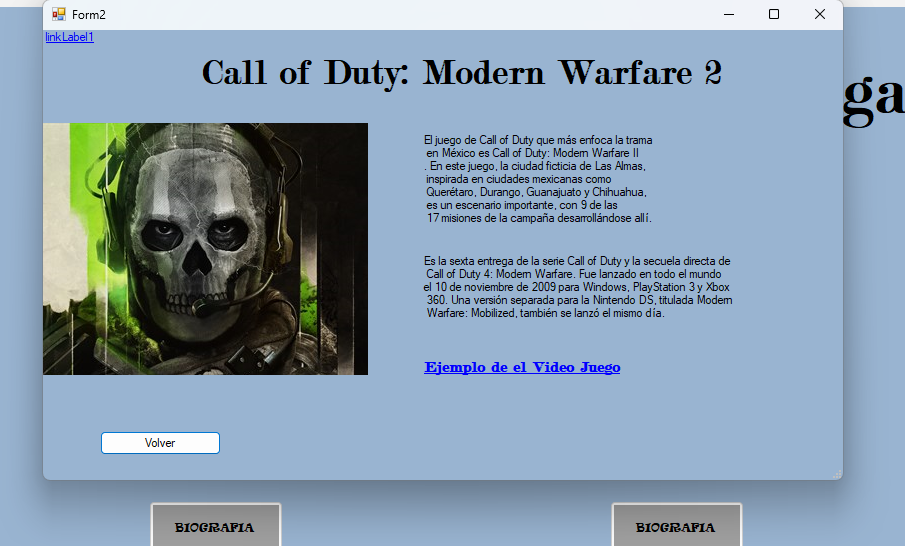 Form2
linkLabel1
Call of Duty: Modern Warfare 2
ga
El juego de Call of Duty que más enfoca la trama
en México es Call of Duty: Modern Warfare II
. En este juego, la ciudad ficticia de Las Almas,
inspirada en ciudades mexicanas como
Querétaro, Durango, Guanajuato y Chihuahua,
es un escenario importante, con 9 de las
17 misiones de la campaña desarrollándose allí.
Es la sexta entrega de la serie Call of Duty y la secuela directa de
Call of Duty 4: Modern Warfare. Fue lanzado en todo el mundo
el 10 de noviembre de 2009 para Windows, PlayStation 3 y Xbox
360. Una versión separada para la Nintendo DS, titulada Modern
Warfare: Mobilized, también se lanzó el mismo día.
Ejemplo de el Video Juego
Volver
BIOGRAFIA
BIOGRAFIA